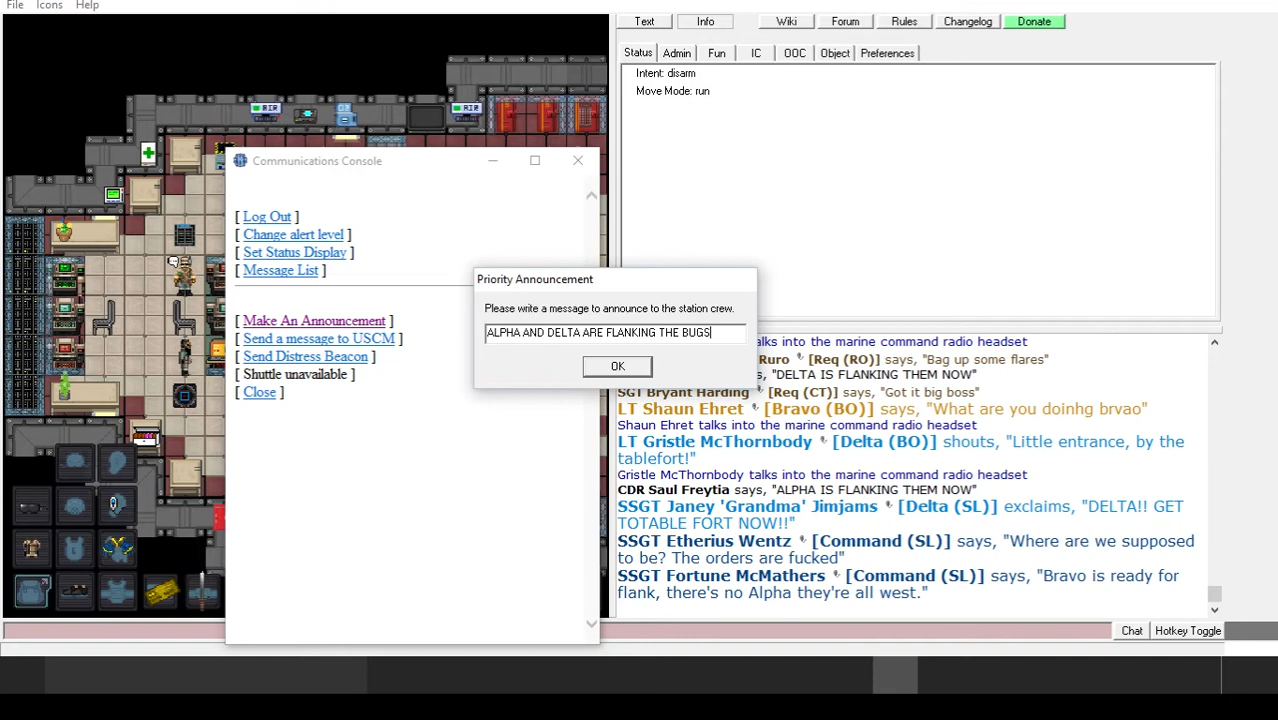 File Icons Help
Text Info Wiki Forum Rules Changelog Donate
Status Admin Fun IC OOC Object Preferences
Intent: disarm
Move Mode: run
AIR
AIR
Communications Console
[ Log Out ]
[ Change alert level ]
[ Set Status Display ]
[ Message List ]
[ Make An Announcement ]
[ Send a message to USCM ]
[ Send Distress Beacon ]
[ Shuttle unavailable ]
[ Close ]
Priority Announcement
Please write a message to announce to the station crew.
ALPHA AND DELTA ARE FLANKING THE BUGS
OK
talks into the marine command radio headset
Ruro [Req (RO)] says, "Bag up some flares"
s, "DELTA IS FLANKING THEM NOW"
SGT Bryant Harding [Req (CT)] says, "Got it big boss"
LT Shaun Ehret [Bravo (BO)] says, "What are you doinhg brvao"
Shaun Ehret talks into the marine command radio headset
LT Gristle McThornbody [Delta (BO)] shouts, "Little entrance, by the
tablefort!"
Gristle McThornbody talks into the marine command radio headset
CDR Saul Freytia says, "ALPHA IS FLANKING THEM NOW"
SSGT Janey 'Grandma' Jimjams [Delta (SL)] exclaims, "DELTA!! GET
TOTABLE FORT NOW!!"
SSGT Etherius Wentz [Command (SL)] says, "Where are we supposed
to be? The orders are fucked"
SSGT Fortune McMathers [Command (SL)] says, "Bravo is ready for
flank, there's no Alpha they're all west."
Chat Hotkey Toggle